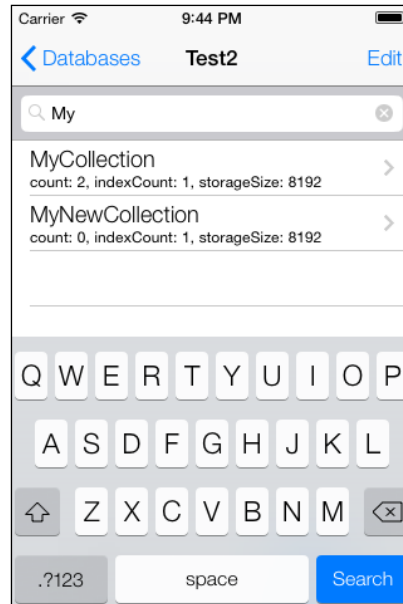 Carrier 9:44 PM
Databases Test2 Edit
My
MyCollection
count: 2, indexCount: 1, storageSize: 8192
MyNewCollection
count: 0, indexCount: 1, storageSize: 8192
Q W E R T Y U I O P
A S D F G H J K L
Z X C V B N M
.?123 space Search